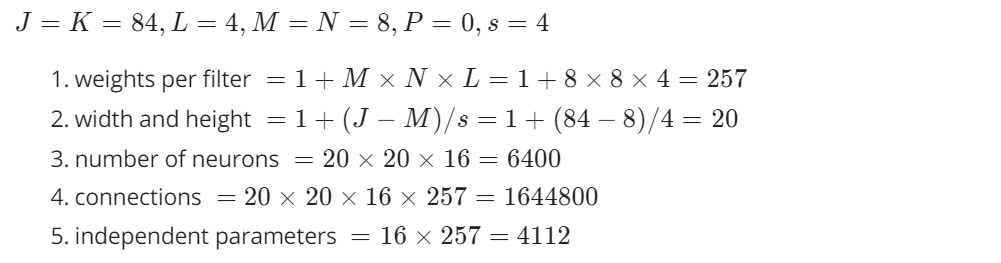 J = K = 84, L = 4, M = N = 8, P = 0, s = 4
1. weights per filter = 1 + M × N × L = 1 + 8 × 8 × 4 = 257
2. width and height = 1 + (J − M)/s = 1 + (84 − 8)/4 = 20
3. number of neurons = 20 × 20 × 16 = 6400
4. connections = 20 × 20 × 16 × 257 = 1644800
5. independent parameters = 16 × 257 = 4112